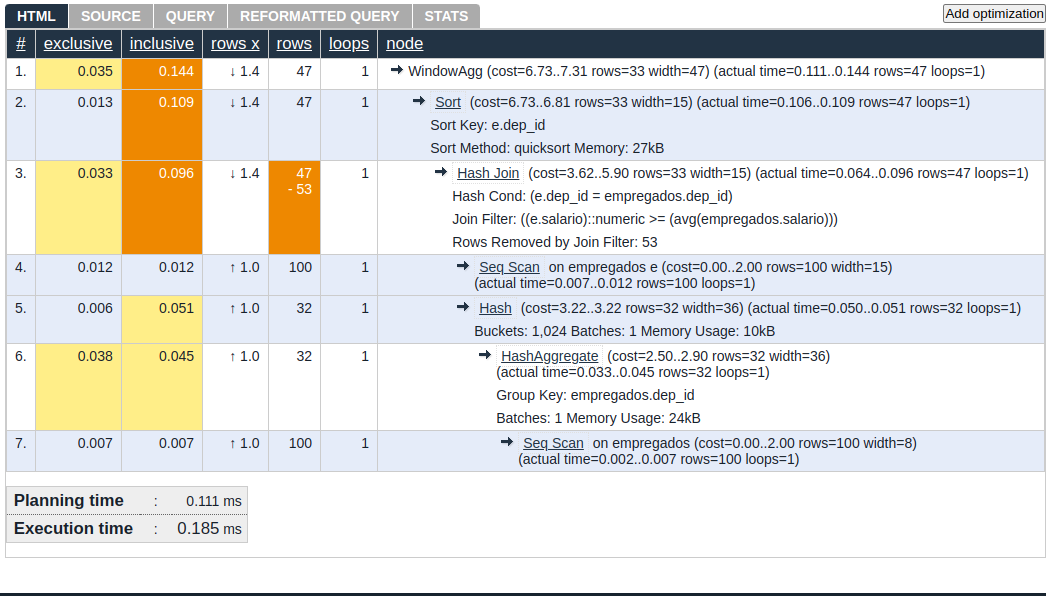 HTML SOURCE QUERY REFORMATTED QUERY STATS Add optimization
# exclusive inclusive rows x rows loops node
1. 0.035 0.144 ↓ 1.4 47 1 → WindowAgg (cost=6.73..7.31 rows=33 width=47) (actual time=0.111..0.144 rows=47 loops=1)
2. 0.013 0.109 ↓ 1.4 47 1 → Sort (cost=6.73..6.81 rows=33 width=15) (actual time=0.106..0.109 rows=47 loops=1)
Sort Key: e.dep_id
Sort Method: quicksort Memory: 27kB
3. 0.033 0.096 ↓ 1.4 47 1 → Hash Join (cost=3.62..5.90 rows=33 width=15) (actual time=0.064..0.096 rows=47 loops=1)
- 53
Hash Cond: (e.dep_id = empregados.dep_id)
Join Filter: ((e.salario)::numeric >= (avg(empregados.salario)))
Rows Removed by Join Filter: 53
4. 0.012 0.012 ↑ 1.0 100 1 → Seq Scan on empregados e (cost=0.00..2.00 rows=100 width=15)
(actual time=0.007..0.012 rows=100 loops=1)
5. 0.006 0.051 ↑ 1.0 32 1 → Hash (cost=3.22..3.22 rows=32 width=36) (actual time=0.050..0.051 rows=32 loops=1)
Buckets: 1,024 Batches: 1 Memory Usage: 10kB
6. 0.038 0.045 ↑ 1.0 32 1 → HashAggregate (cost=2.50..2.90 rows=32 width=36)
(actual time=0.033..0.045 rows=32 loops=1)
Group Key: empregados.dep_id
Batches: 1 Memory Usage: 24kB
7. 0.007 0.007 ↑ 1.0 100 1 → Seq Scan on empregados (cost=0.00..2.00 rows=100 width=8)
(actual time=0.002..0.007 rows=100 loops=1)
Planning time : 0.111 ms
Execution time : 0.185 ms